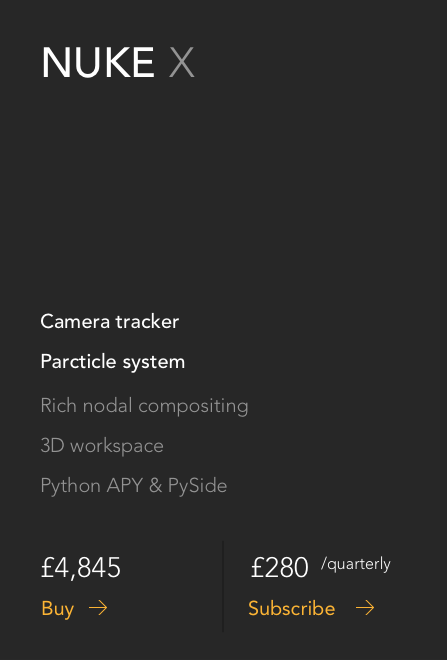 NUKE X
Camera tracker
Parcticle system
Rich nodal compositing
3D workspace
Python APY & PySide
£4,845
£280 /quarterly
Buy →
Subscribe →